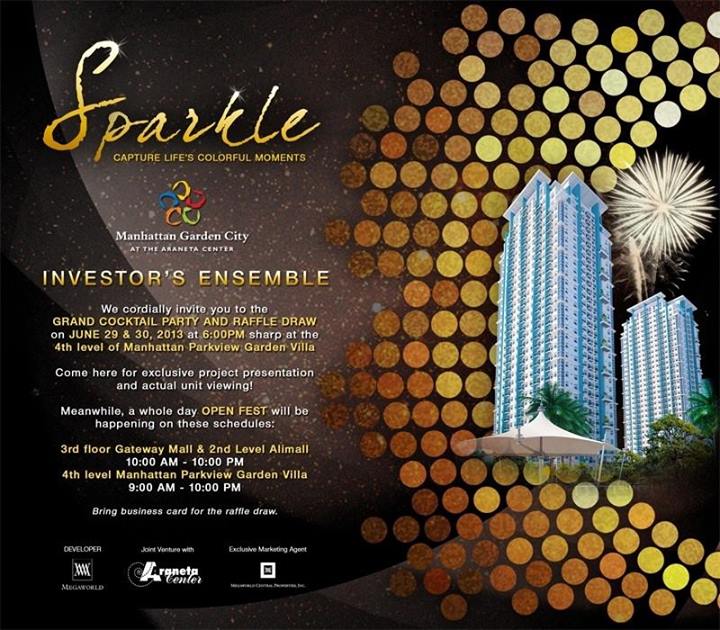 Sparkle
CAPTURE LIFE'S COLORFUL MOMENTS
Manhattan Garden City
AT THE ARANETA CENTER
INVESTOR'S ENSEMBLE
We cordially invite you to the
GRAND COCKTAIL PARTY AND RAFFLE DRAW
on JUNE 29 & 30, 2013 at 6:00PM sharp at the
4th level of Manhattan Parkview Garden Villa
Come here for exclusive project presentation
and actual unit viewing!
Meanwhile, a whole day OPEN FEST will be
happening on these schedules:
3rd floor Gateway Mall & 2nd Level Alimall
10:00 AM - 10:00 PM
4th level Manhattan Parkview Garden Villa
9:00 AM - 10:00 PM
Bring business card for the raffle draw.
DEVELOPER
MEGAWORLD
Joint Venture with
Araneta
Center
Exclusive Marketing Agent
MEGAWORLD CENTRAL PROPERTIES, INC.